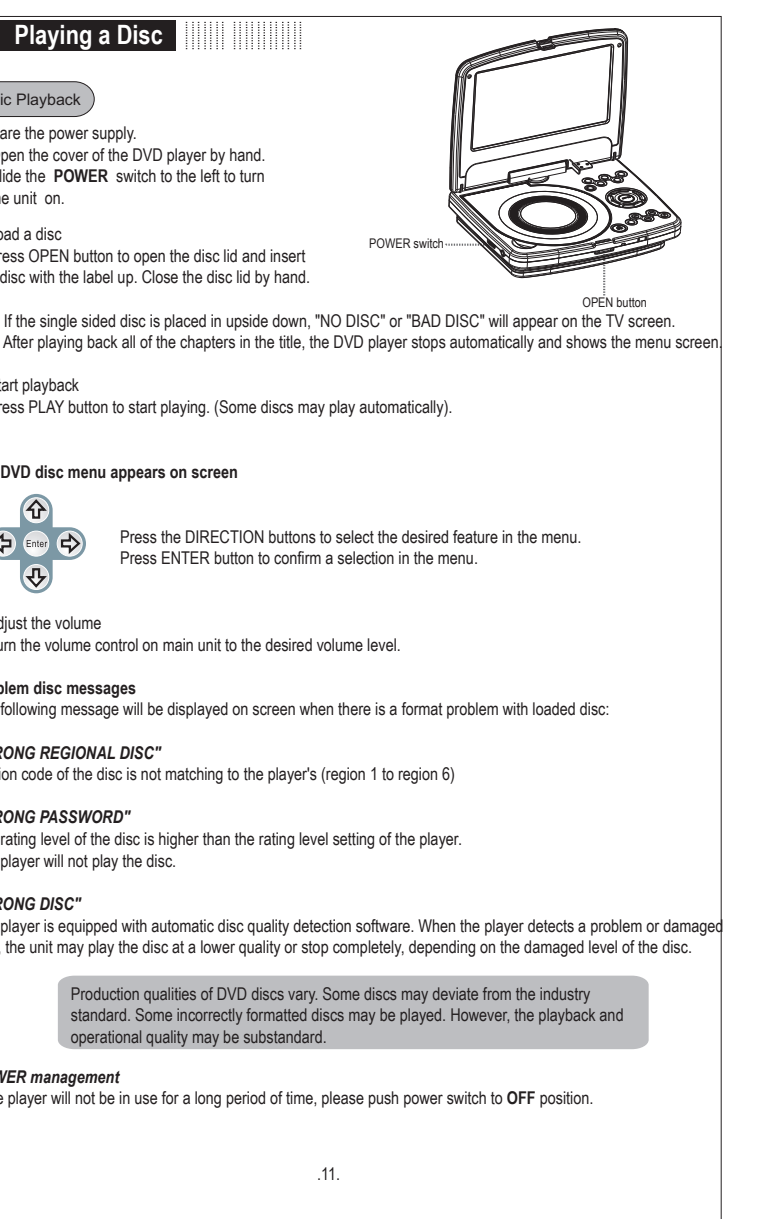 Playing a Disc
ic Playback
are the power supply.
pen the cover of the DVD player by hand.
lide the POWER switch to the left to turn
e unit on.
oad a disc
ress OPEN button to open the disc lid and insert
disc with the label up. Close the disc lid by hand.
POWER switch
OPEN button
If the single sided disc is placed in upside down, "NO DISC" or "BAD DISC" will appear on the TV screen.
After playing back all of the chapters in the title, the DVD player stops automatically and shows the menu screen.
tart playback
ress PLAY button to start playing. (Some discs may play automatically).
DVD disc menu appears on screen
Enter
Press the DIRECTION buttons to select the desired feature in the menu.
Press ENTER button to confirm a selection in the menu.
djust the volume
urn the volume control on main unit to the desired volume level.
blem disc messages
following message will be displayed on screen when there is a format problem with loaded disc:
RONG REGIONAL DISC"
ion code of the disc is not matching to the player's (region 1 to region 6)
RONG PASSWORD"
rating level of the disc is higher than the rating level setting of the player.
player will not play the disc.
RONG DISC"
player is equipped with automatic disc quality detection software. When the player detects a problem or damaged
, the unit may play the disc at a lower quality or stop completely, depending on the damaged level of the disc.
Production qualities of DVD discs vary. Some discs may deviate from the industry
standard. Some incorrectly formatted discs may be played. However, the playback and
operational quality may be substandard.
WER management
e player will not be in use for a long period of time, please push power switch to OFF position.
.11.